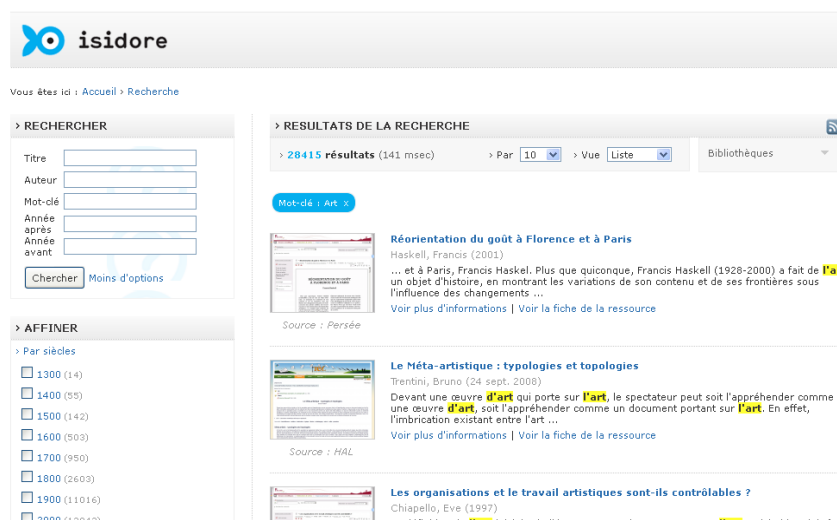 isidore
Vous êtes ici : Accueil › Recherche
› RECHERCHER
Titre
Auteur
Mot-clé
Année
après
Année
avant
Chercher Moins d'options
› AFFINER
› Par siècles
1300 (14)
1400 (55)
1500 (142)
1600 (503)
1700 (950)
1800 (2603)
1900 (11016)
› RESULTATS DE LA RECHERCHE
› 28415 résultats (141 msec) › Par 10 › Vue Liste
Bibliothèques
Mot-clé : Art x
Réorientation du goût à Florence et à Paris
Haskell, Francis (2001)
... et à Paris, Francis Haskel. Plus que quiconque, Francis Haskell (1928-2000) a fait de l'a
un objet d'histoire, en montrant les variations de son contenu et de ses frontières sous
l'influence des changements ...
Voir plus d'informations | Voir la fiche de la ressource
Source : Persée
Le Méta-artistique : typologies et topologies
Trentini, Bruno (24 sept. 2008)
Devant une œuvre d'art qui porte sur l'art, le spectateur peut soit l'appréhender comme
une œuvre d'art, soit l'appréhender comme un document portant sur l'art. En effet,
l'imbrication existant entre l'art ...
Voir plus d'informations | Voir la fiche de la ressource
Source : HAL
Les organisations et le travail artistiques sont-ils contrôlables ?
Chiapello, Eve (1997)